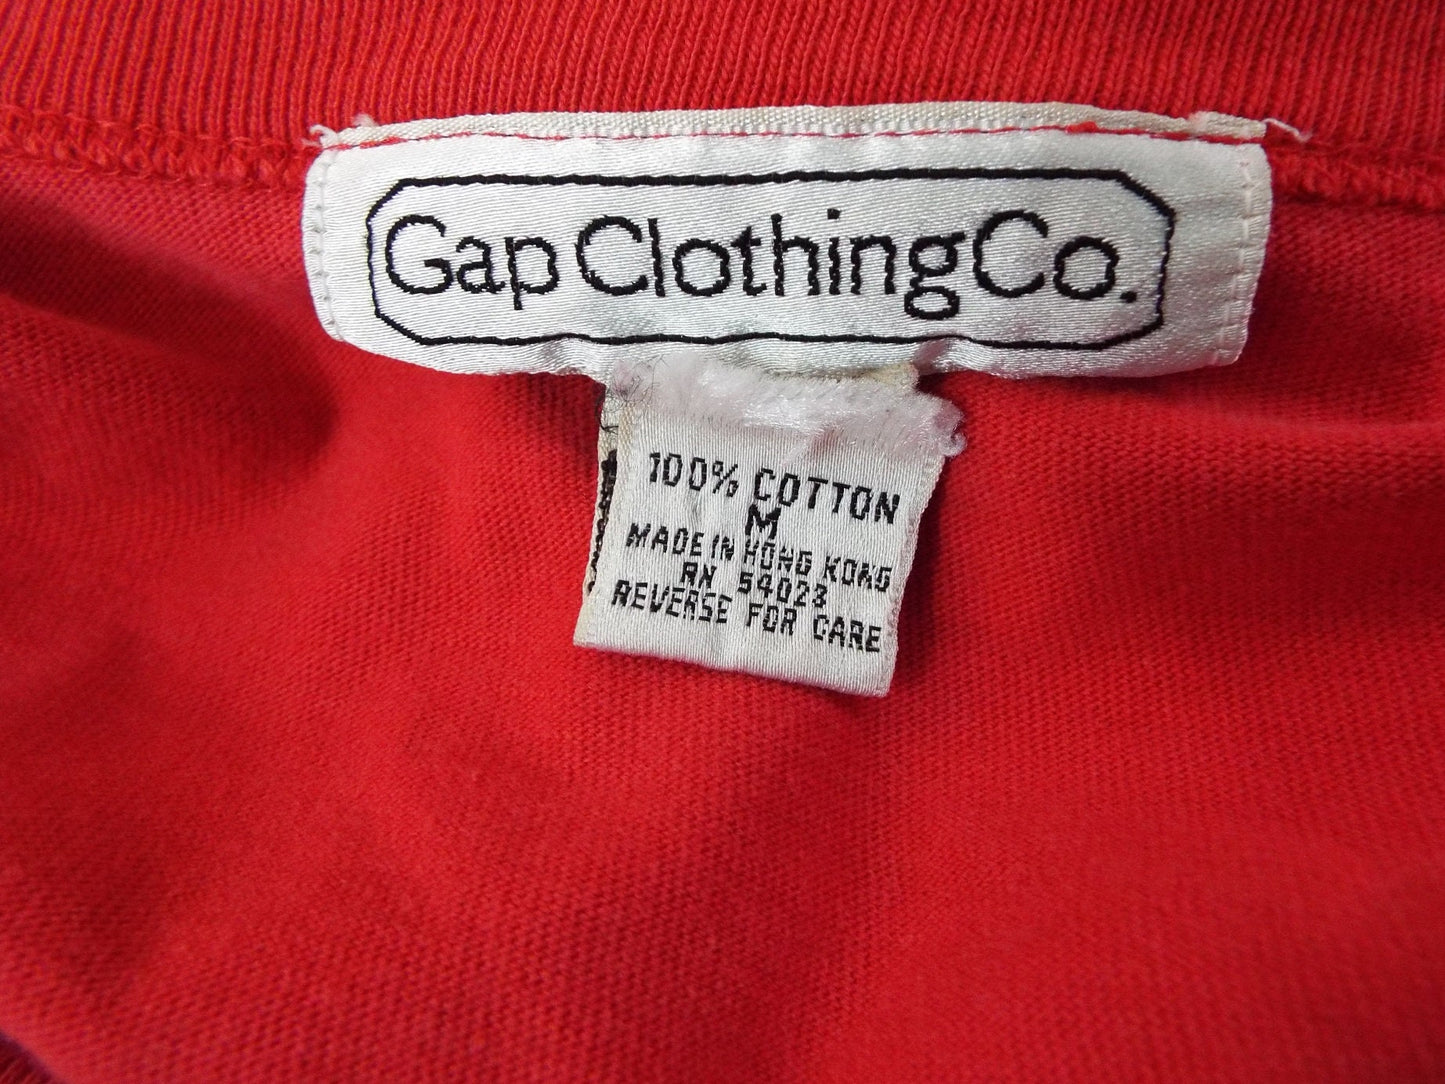 Gap Clothing Co.
100% COTTON
M
MADE IN HONG KONG
RN 54023
REVERSE FOR CARE